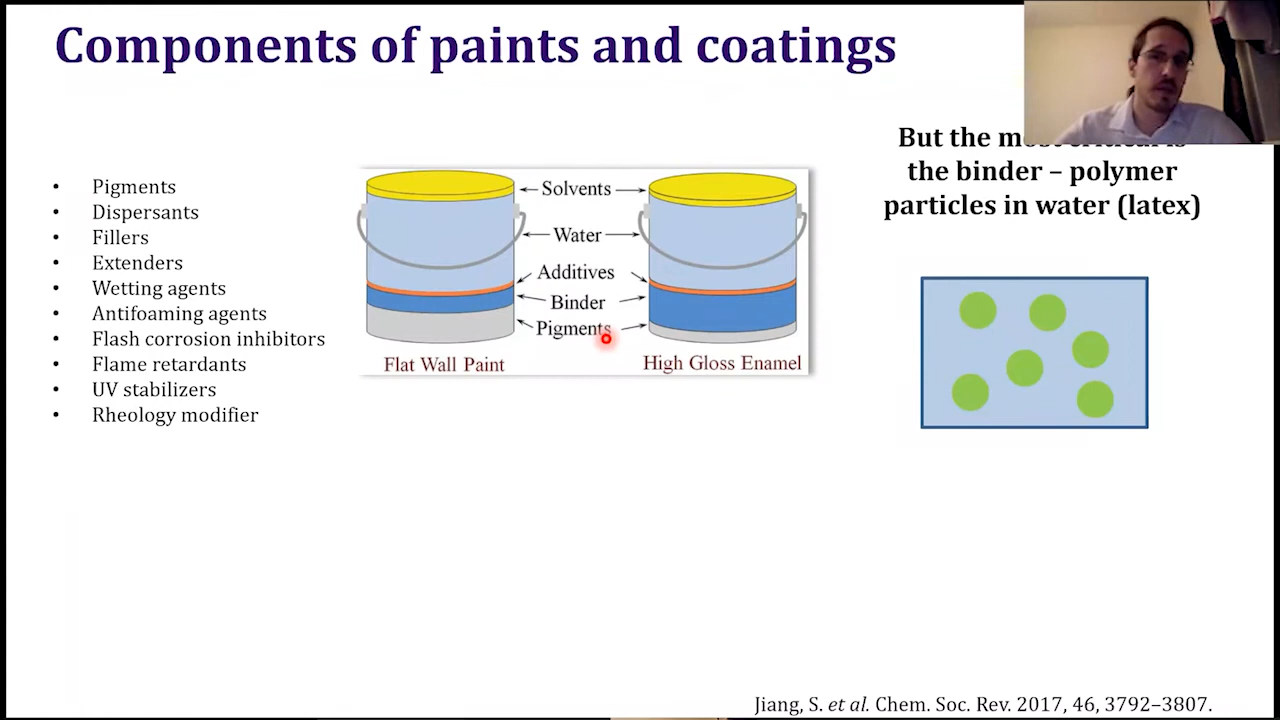 Components of paints and coatings
But the
the binder – polymer
particles in water (latex)
• Pigments
• Dispersants
• Fillers
• Extenders
• Wetting agents
• Antifoaming agents
• Flash corrosion inhibitors
• Flame retardants
• UV stabilizers
• Rheology modifier
Solvents
Water
Additives
Binder
Pigments
Flat Wall Paint
High Gloss Enamel
Jiang, S. et al. Chem. Soc. Rev. 2017, 46, 3792–3807.